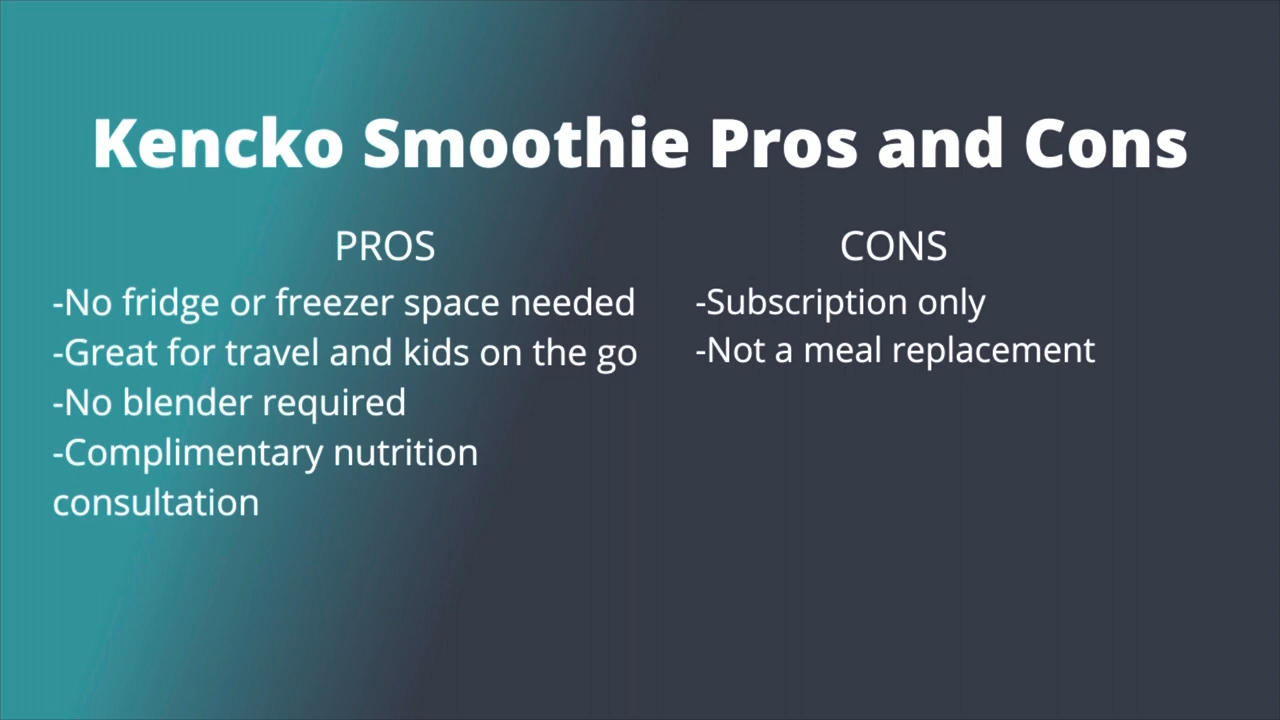 Kencko Smoothie Pros and Cons
PROS
-No fridge or freezer space needed
-Great for travel and kids on the go
-No blender required
-Complimentary nutrition
consultation
CONS
-Subscription only
-Not a meal replacement